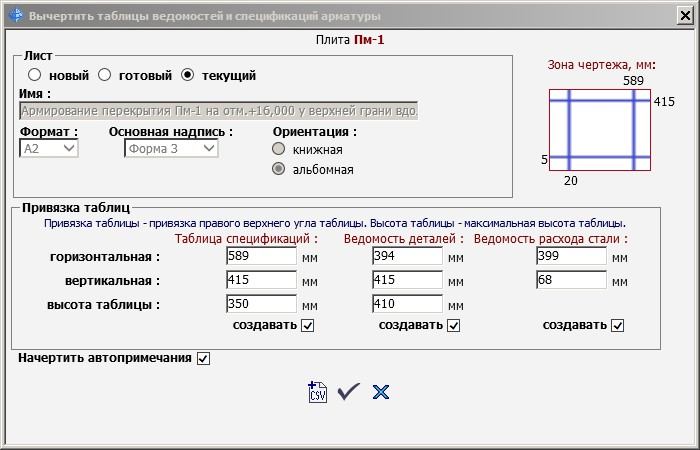 Вычертить таблицы ведомостей и спецификаций арматуры
Плита Пм-1
Лист
новый готовый текущий
Имя :
Армирование перекрытия Пм-1 на отм.+16,000 у верхней грани вдо
Формат : Основная надпись : Ориентация :
А2 Форма 3 книжная
альбомная
Зона чертежа, мм:
589
415
5
20
Привязка таблиц
Привязка таблицы - привязка правого верхнего угла таблицы. Высота таблицы - максимальная высота таблицы.
Таблица спецификаций : Ведомость деталей : Ведомость расхода стали :
горизонтальная : 589 мм 394 мм 399 мм
вертикальная : 415 мм 415 мм 68 мм
высота таблицы : 350 мм 410 мм
создавать создавать создавать
Начертить автопримечания
CSV